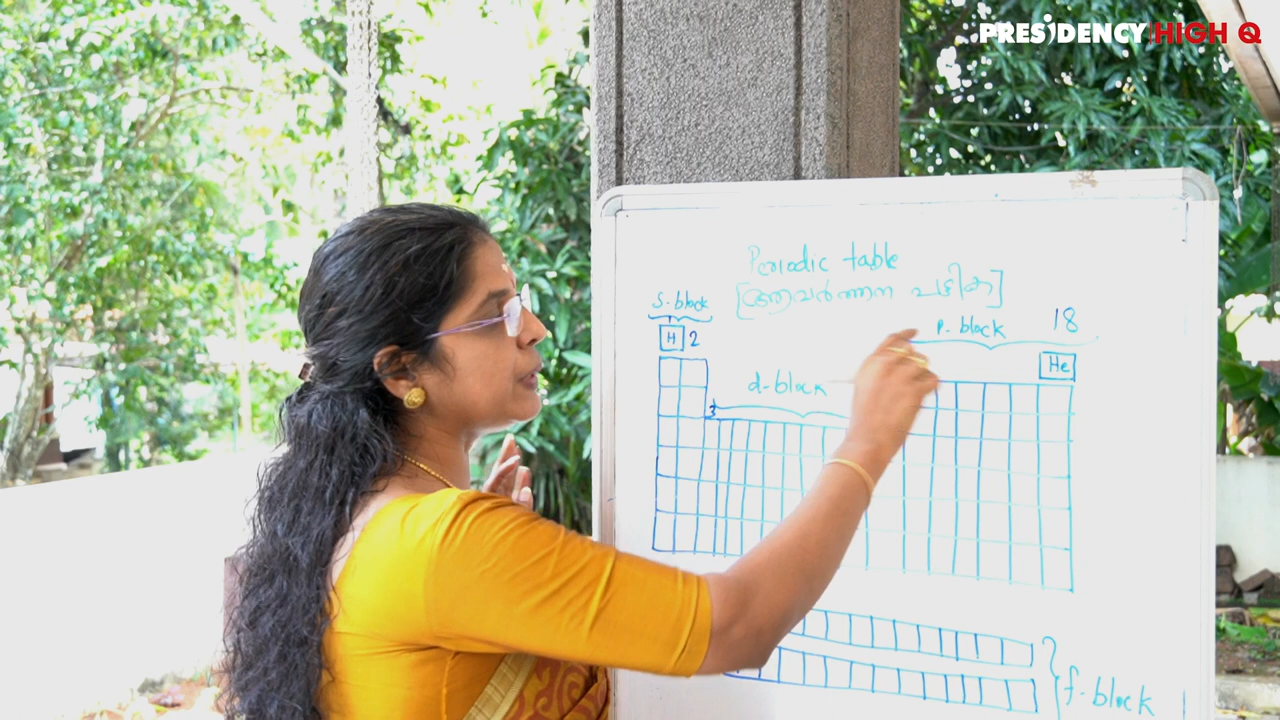 PRESiDENCY HIGH Q
Periodic table
[ആവർത്തന പട്ടിക]
s-block
p-block 18
H 2
He
d-block
3
f-block